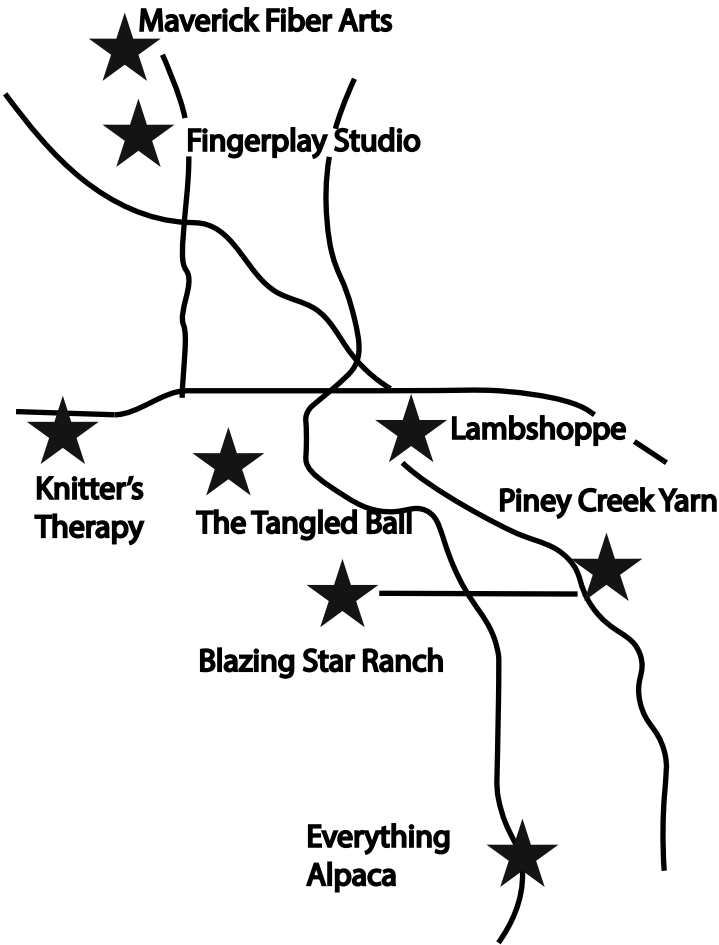 Maverick Fiber Arts
Fingerplay Studio
Lambshoppe
Knitter’s
Therapy
Piney Creek Yarn
The Tangled Ball
Blazing Star Ranch
Everything
Alpaca